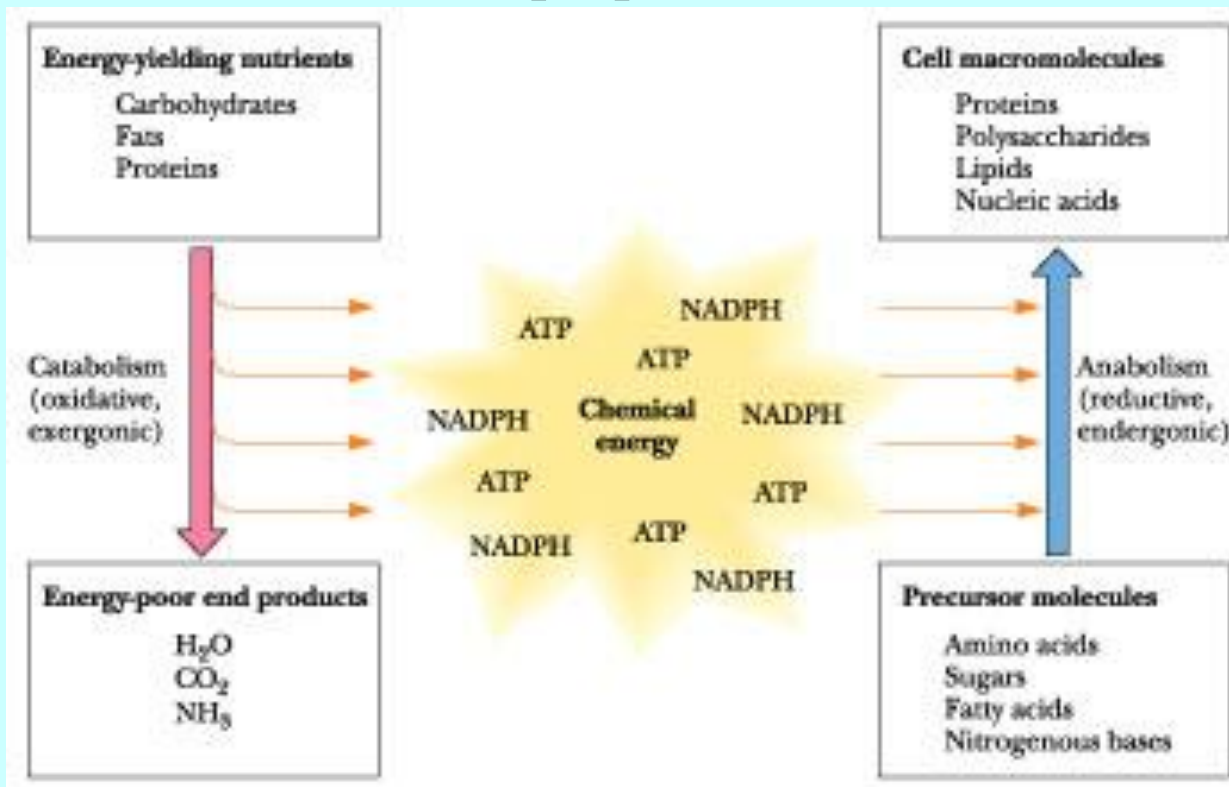 Energy-yielding nutrients
Carbohydrates
Fats
Proteins
Cell macromolecules
Proteins
Polysaccharides
Lipids
Nucleic acids
Catabolism
(oxidative,
exergonic)
ATP
NADPH
ATP
NADPH
Chemical
energy
NADPH
ATP
ATP
NADPH
ATP
NADPH
Anabolism
(reductive,
endergonic)
Energy-poor end products
H₂O
CO₂
NH₃
Precursor molecules
Amino acids
Sugars
Fatty acids
Nitrogenous bases